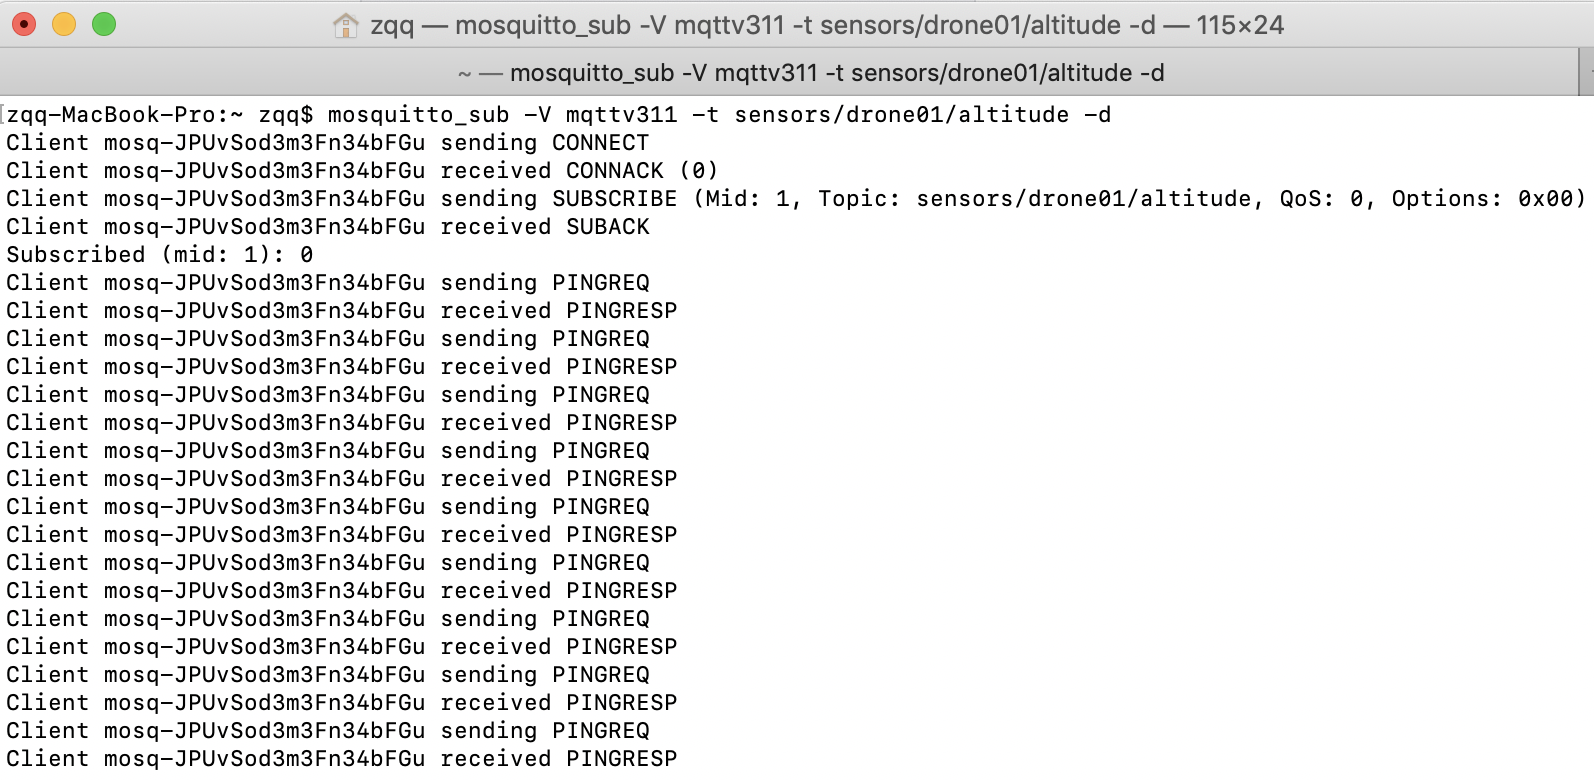 zqq — mosquitto_sub -V mqttv311 -t sensors/drone01/altitude -d — 115×24
~ — mosquitto_sub -V mqttv311 -t sensors/drone01/altitude -d
[zqq-MacBook-Pro:~ zqq$ mosquitto_sub -V mqttv311 -t sensors/drone01/altitude -d
Client mosq-JPUvSod3m3Fn34bFGu sending CONNECT
Client mosq-JPUvSod3m3Fn34bFGu received CONNACK (0)
Client mosq-JPUvSod3m3Fn34bFGu sending SUBSCRIBE (Mid: 1, Topic: sensors/drone01/altitude, QoS: 0, Options: 0x00)
Client mosq-JPUvSod3m3Fn34bFGu received SUBACK
Subscribed (mid: 1): 0
Client mosq-JPUvSod3m3Fn34bFGu sending PINGREQ
Client mosq-JPUvSod3m3Fn34bFGu received PINGRESP
Client mosq-JPUvSod3m3Fn34bFGu sending PINGREQ
Client mosq-JPUvSod3m3Fn34bFGu received PINGRESP
Client mosq-JPUvSod3m3Fn34bFGu sending PINGREQ
Client mosq-JPUvSod3m3Fn34bFGu received PINGRESP
Client mosq-JPUvSod3m3Fn34bFGu sending PINGREQ
Client mosq-JPUvSod3m3Fn34bFGu received PINGRESP
Client mosq-JPUvSod3m3Fn34bFGu sending PINGREQ
Client mosq-JPUvSod3m3Fn34bFGu received PINGRESP
Client mosq-JPUvSod3m3Fn34bFGu sending PINGREQ
Client mosq-JPUvSod3m3Fn34bFGu received PINGRESP
Client mosq-JPUvSod3m3Fn34bFGu sending PINGREQ
Client mosq-JPUvSod3m3Fn34bFGu received PINGRESP
Client mosq-JPUvSod3m3Fn34bFGu sending PINGREQ
Client mosq-JPUvSod3m3Fn34bFGu received PINGRESP
Client mosq-JPUvSod3m3Fn34bFGu sending PINGREQ
Client mosq-JPUvSod3m3Fn34bFGu received PINGRESP